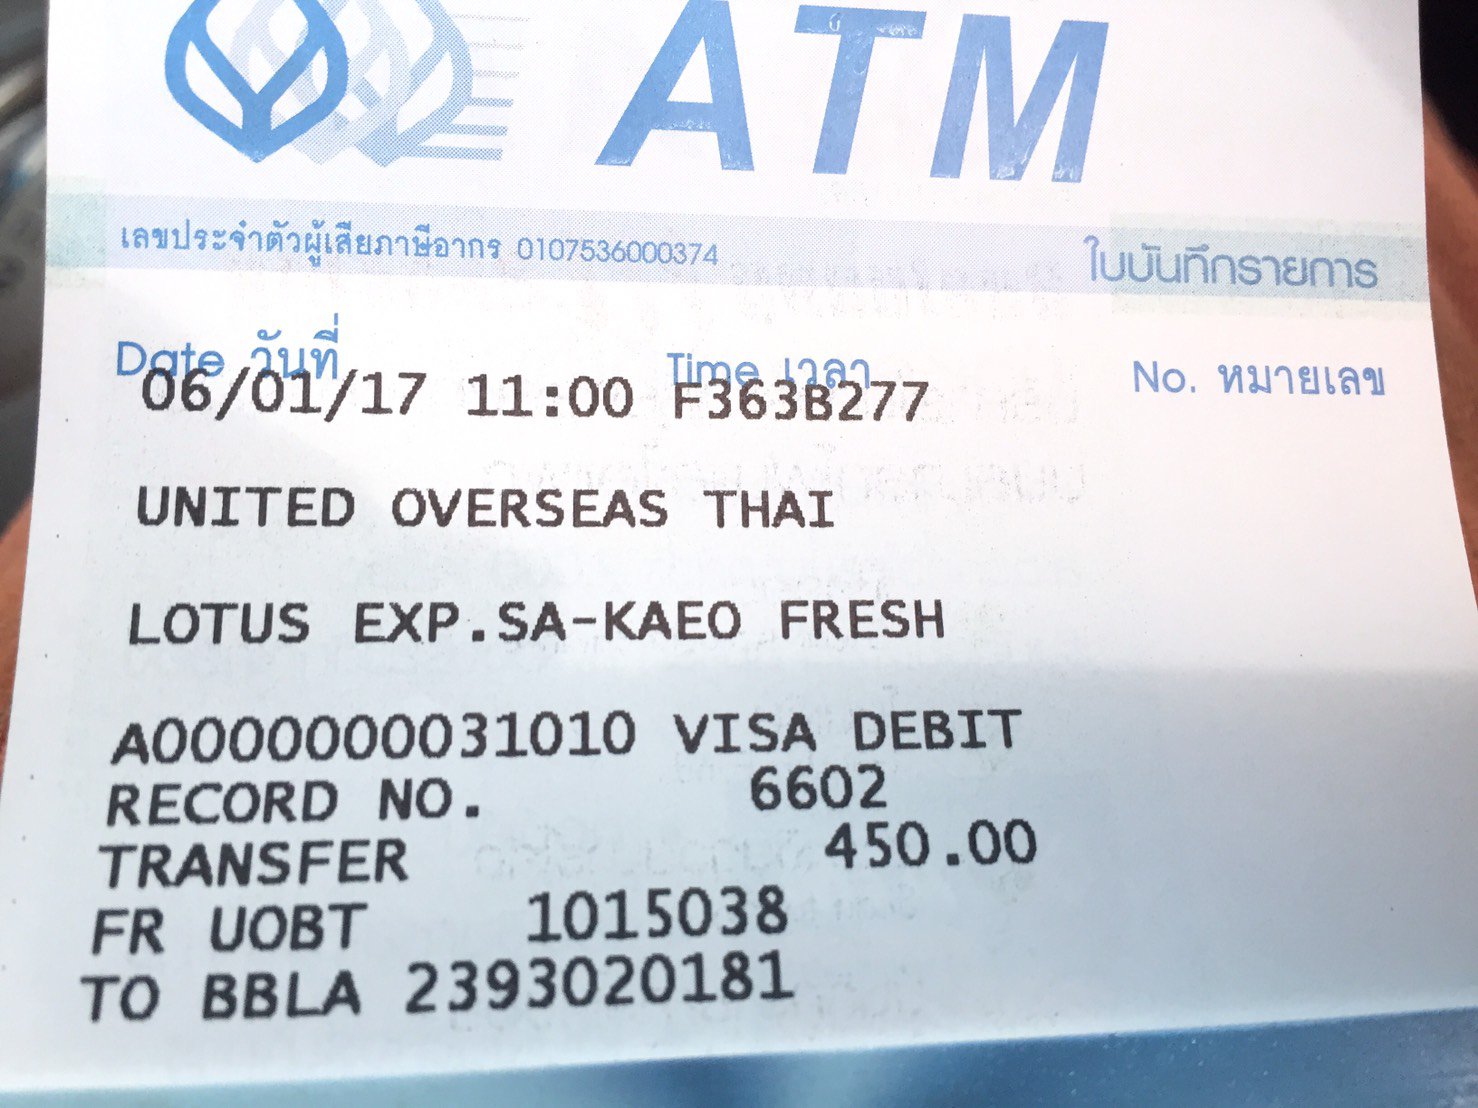 ATM
เลขประจำตัวผู้เสียภาษีอากร 0107536000374
ใบบันทึกรายการ
Date วันที่ Time เวลา No. หมายเลข
06/01/17 11:00 F363B277
UNITED OVERSEAS THAI
LOTUS EXP.SA-KAEO FRESH
A0000000031010 VISA DEBIT
RECORD NO. 6602
TRANSFER 450.00
FR UOBT 1015038
TO BBLA 2393020181